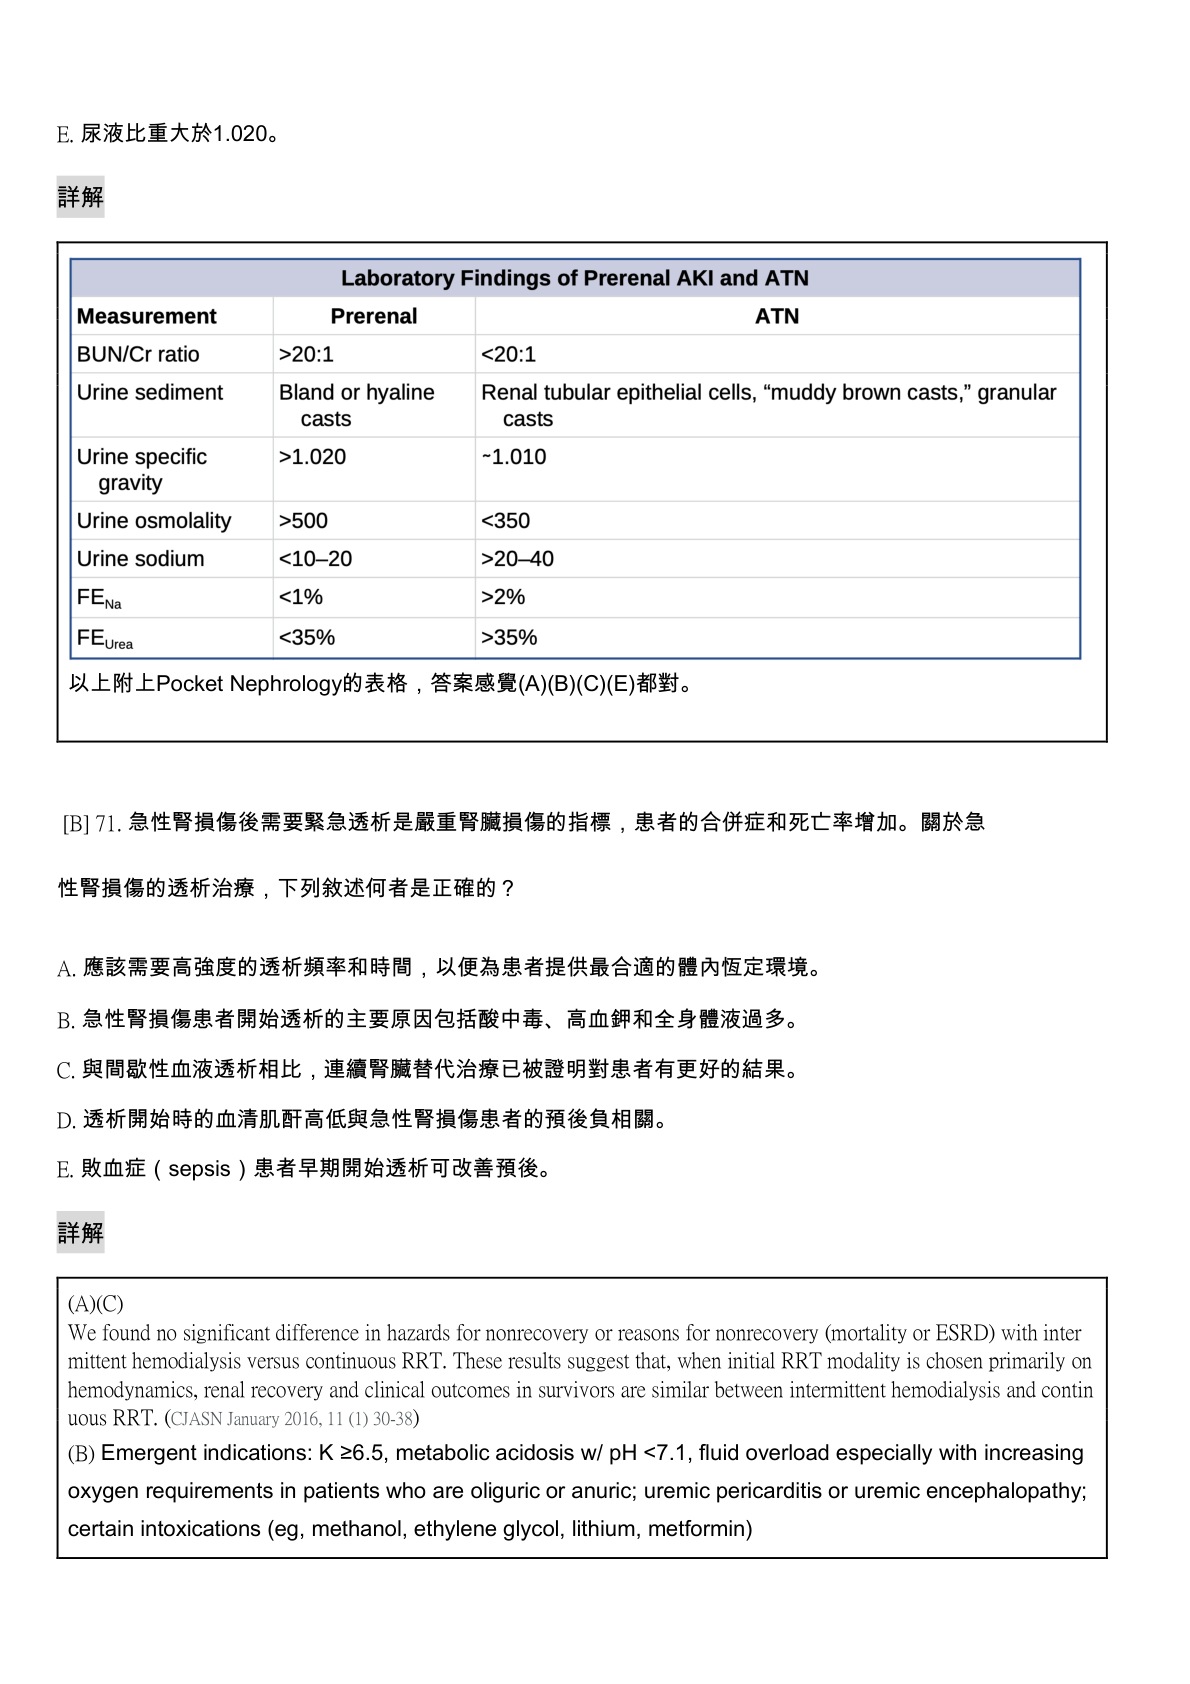 E. 尿液比重大於1.020。
詳解
Laboratory Findings of Prerenal AKI and ATN
Measurement Prerenal ATN
BUN/Cr ratio >20:1 <20:1
Urine sediment Bland or hyaline Renal tubular epithelial cells, “muddy brown casts,” granular
casts casts
Urine specific >1.020 ~1.010
gravity
Urine osmolality >500 <350
Urine sodium <10–20 >20–40
FENa <1% >2%
FEUrea <35% >35%
以上附上Pocket Nephrology的表格，答案感覺(A)(B)(C)(E)都對。
[B] 71. 急性腎損傷後需要緊急透析是嚴重腎臟損傷的指標，患者的合併症和死亡率增加。關於急
性腎損傷的透析治療，下列敘述何者是正確的？
A. 應該需要高強度的透析頻率和時間，以便為患者提供最合適的體內恆定環境。
B. 急性腎損傷患者開始透析的主要原因包括酸中毒、高血鉀和全身體液過多。
C. 與間歇性血液透析相比，連續腎臟替代治療已被證明對患者有更好的結果。
D. 透析開始時的血清肌酐高低與急性腎損傷患者的預後負相關。
E. 敗血症（sepsis）患者早期開始透析可改善預後。
詳解
(A)(C)
We found no significant difference in hazards for nonrecovery or reasons for nonrecovery (mortality or ESRD) with inter
mittent hemodialysis versus continuous RRT. These results suggest that, when initial RRT modality is chosen primarily on
hemodynamics, renal recovery and clinical outcomes in survivors are similar between intermittent hemodialysis and contin
uous RRT. (CJASN January 2016, 11 (1) 30-38)
(B) Emergent indications: K ≥6.5, metabolic acidosis w/ pH <7.1, fluid overload especially with increasing
oxygen requirements in patients who are oliguric or anuric; uremic pericarditis or uremic encephalopathy;
certain intoxications (eg, methanol, ethylene glycol, lithium, metformin)